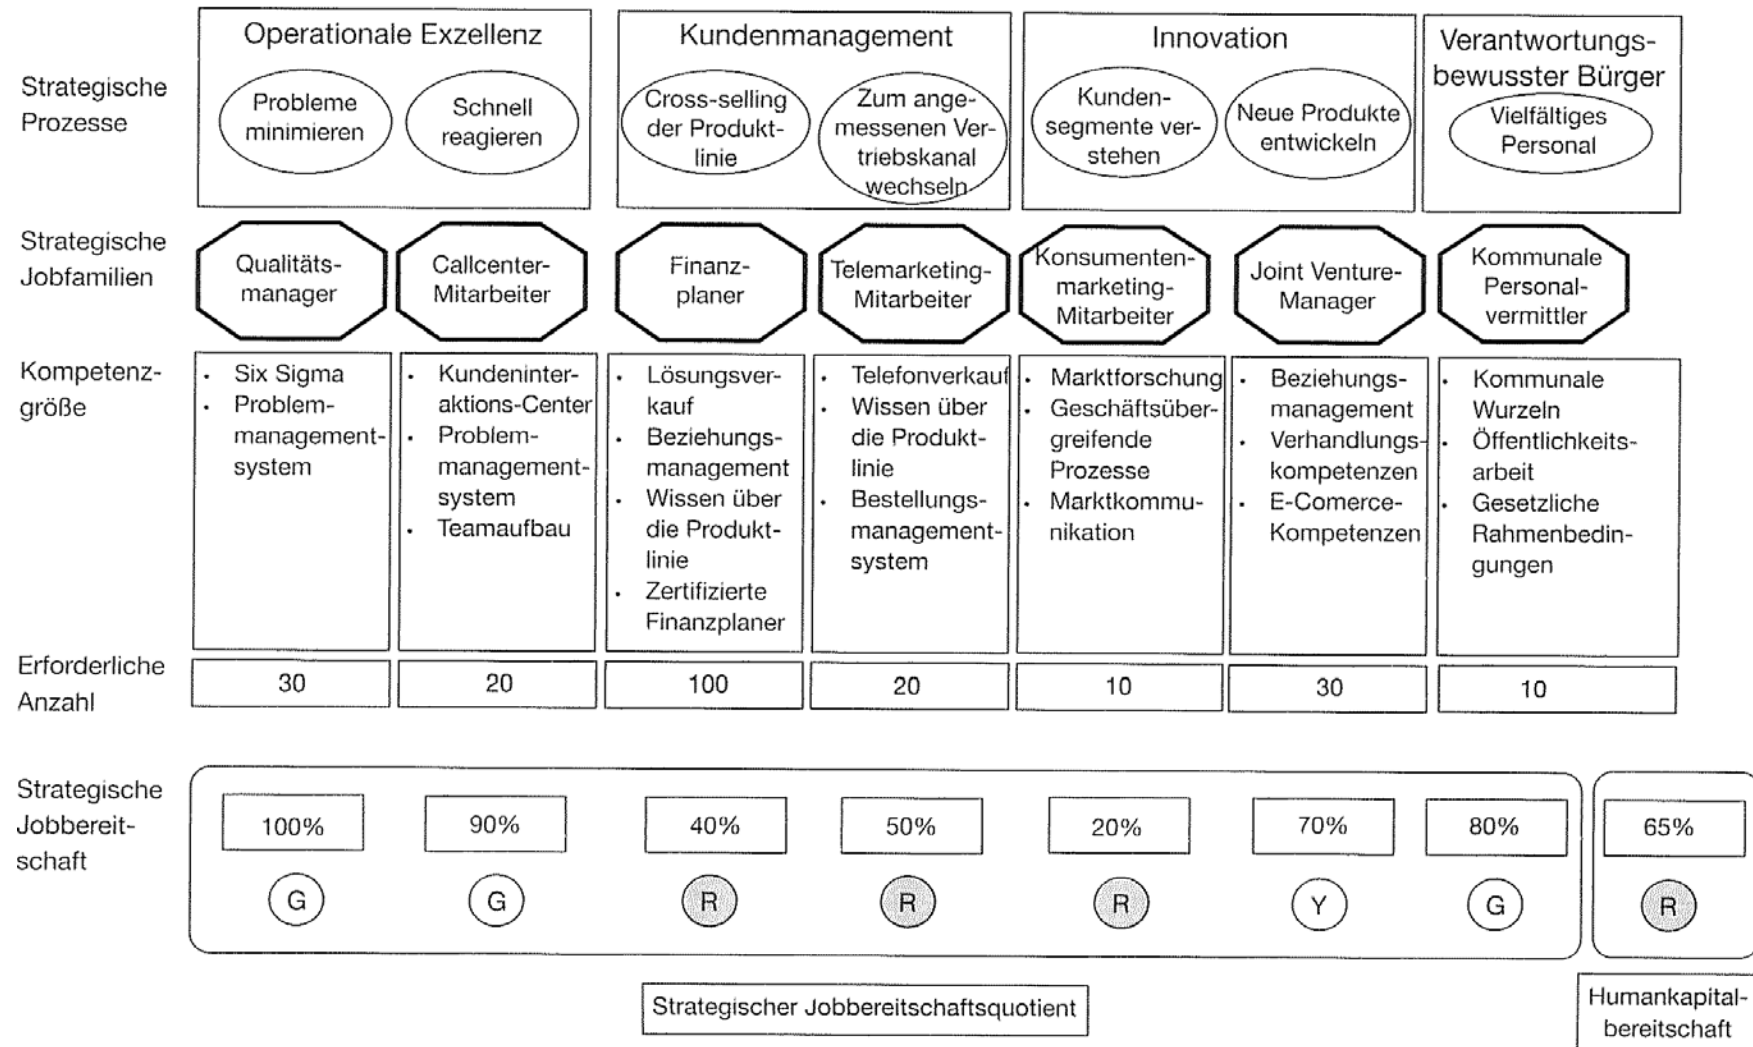 Operationale Exzellenz
Kundenmanagement
Innovation
Verantwortungs-
bewusster Bürger
Strategische
Prozesse
Probleme
minimieren
Schnell
reagieren
Cross-selling
der Produkt-
linie
Zum ange-
messenen Ver-
triebskanal
wechseln
Kunden-
segmente ver-
stehen
Neue Produkte
entwickeln
Vielfältiges
Personal
Strategische
Jobfamilien
Qualitäts-
manager
Callcenter-
Mitarbeiter
Finanz-
planer
Telemarketing-
Mitarbeiter
Konsumenten-
marketing-
Mitarbeiter
Joint Venture-
Manager
Kommunale
Personal-
vermittler
Kompetenz-
größe
· Six Sigma
· Problem-
management-
system
· Kundeninter-
aktions-Center
· Problem-
management-
system
· Teamaufbau
· Lösungsver-
kauf
· Beziehungs-
management
· Wissen über
die Produkt-
linie
· Zertifizierte
Finanzplaner
· Telefonverkauf
· Wissen über
die Produkt-
linie
· Bestellungs-
management-
system
· Marktforschung
· Geschäftsüber-
greifende
Prozesse
· Marktkommu-
nikation
· Beziehungs-
management
· Verhandlungs-
kompetenzen
· E-Comerce-
Kompetenzen
· Kommunale
Wurzeln
· Öffentlichkeits-
arbeit
· Gesetzliche
Rahmenbedin-
gungen
Erforderliche
Anzahl
30
20
100
20
10
30
10
Strategische
Jobbereit-
schaft
100%
90%
40%
50%
20%
70%
80%
65%
G
G
R
R
R
Y
G
R
Strategischer Jobbereitschaftsquotient
Humankapital-
bereitschaft